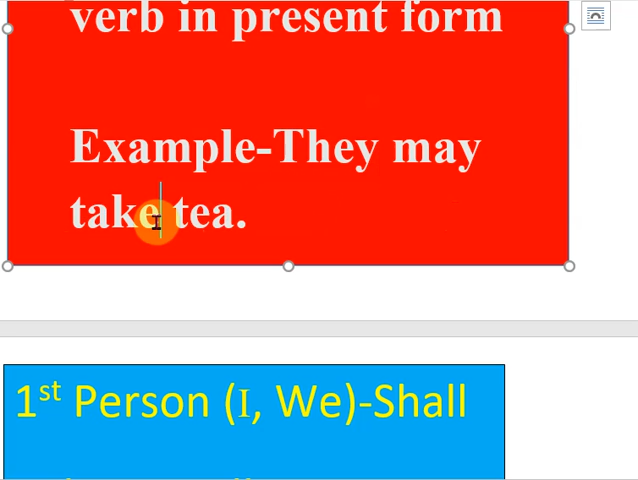 verb in present form
Example-They may
take tea.
1st Person (I, We)-Shall